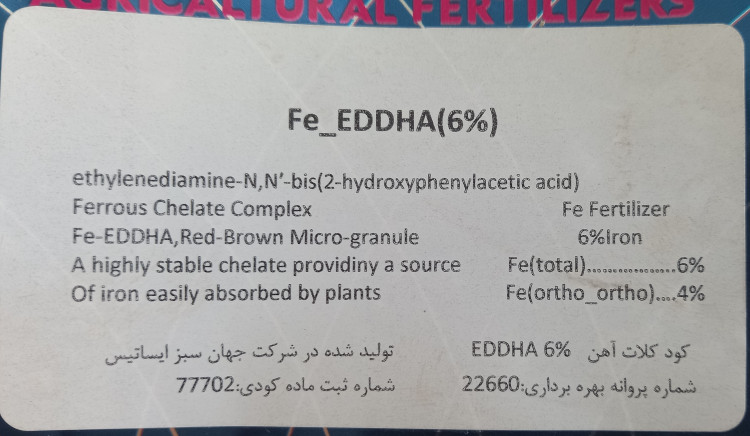 AGRICALTURAL FERTILIZERS
Fe_EDDHA(6%)
ethylenediamine-N,N'-bis(2-hydroxyphenylacetic acid)
Ferrous Chelate Complex Fe Fertilizer
Fe-EDDHA,Red-Brown Micro-granule 6%Iron
A highly stable chelate providiny a source Fe(total)..................6%
Of iron easily absorbed by plants Fe(ortho_ortho)....4%
کود کلات آهن EDDHA 6% تولید شده در شرکت جهان سبز ایساتیس
شماره پروانه بهره برداری:22660 شماره ثبت ماده کودی:77702